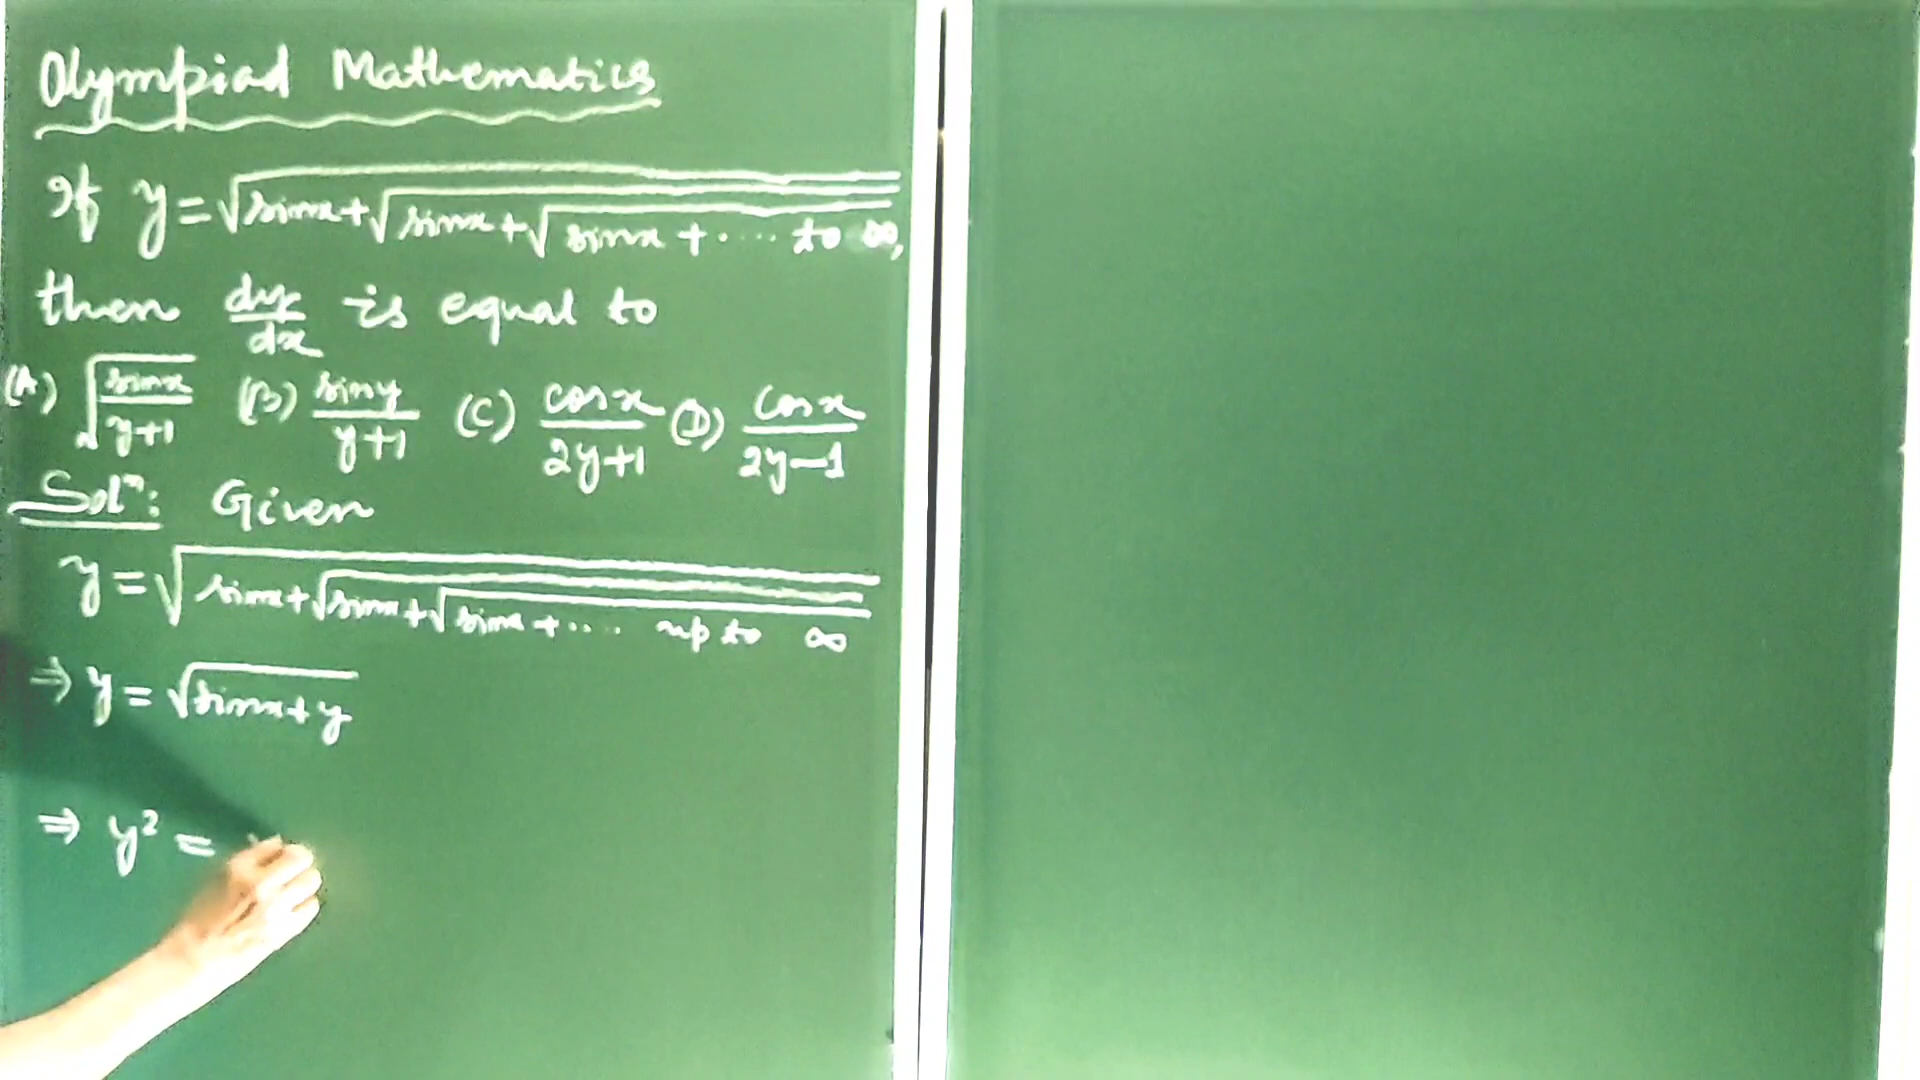 Olympiad Mathematics
If y = √(sinx + √(sinx + √(sinx + ···· to ∞,
then dy/dx is equal to
(A) √(sinx/(y+1)) (B) siny/(y+1) (C) cosx/(2y+1) (D) cosx/(2y-1)
Solⁿ: Given
y = √(sinx + √(sinx + √(sinx + ···· up to ∞
⇒ y = √(sinx + y)
⇒ y² =